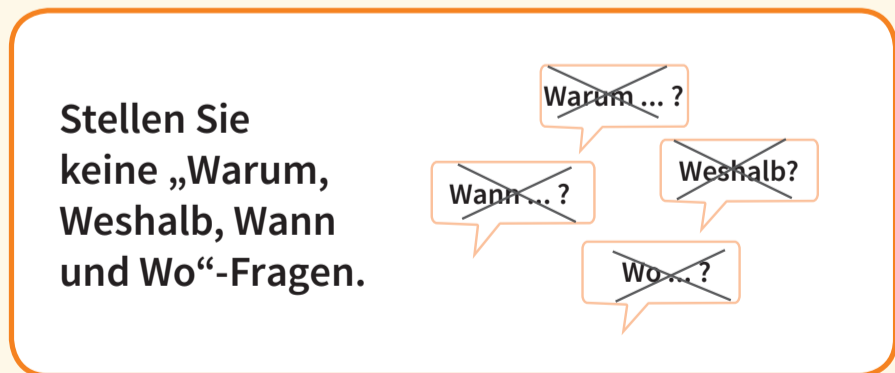 Stellen Sie
keine „Warum,
Weshalb, Wann
und Wo“-Fragen.
Warum ... ?
Weshalb?
Wann ... ?
Wo ... ?